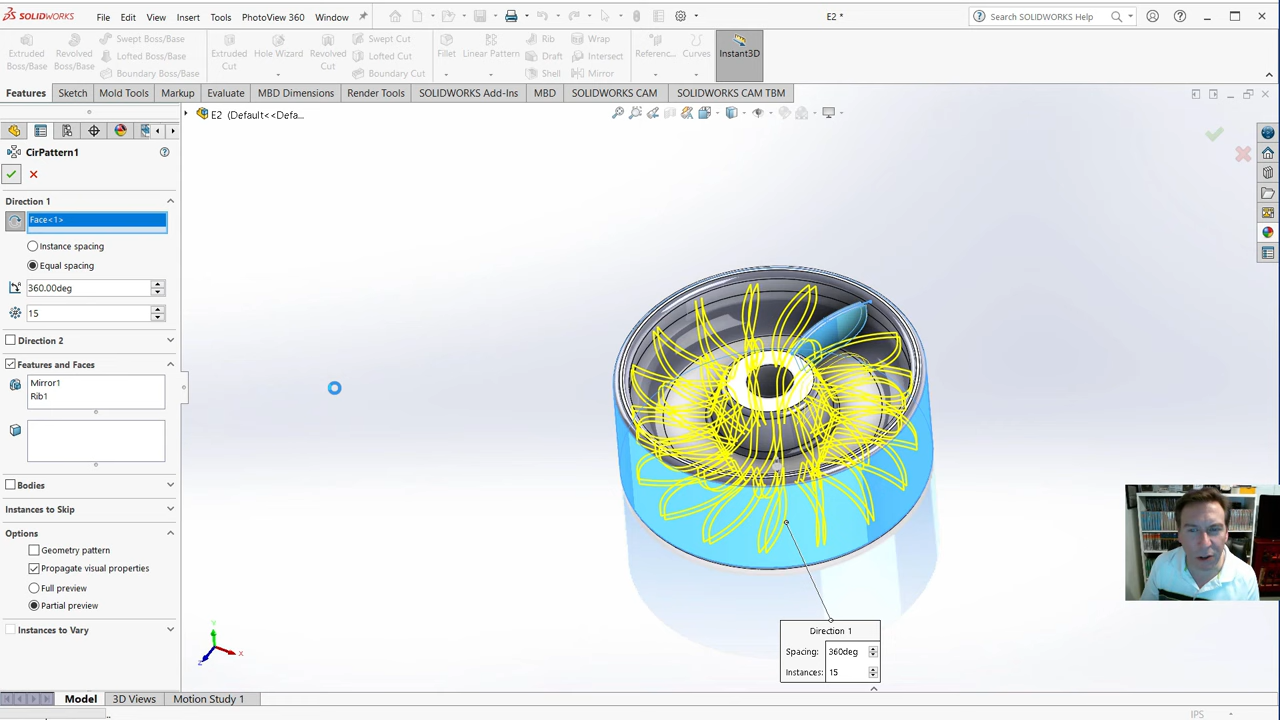 SOLIDWORKS File Edit View Insert Tools PhotoView 360 Window E2 * Search SOLIDWORKS Help
Extruded Boss/Base
Revolved Boss/Base
Swept Boss/Base
Lofted Boss/Base
Boundary Boss/Base
Extruded Cut
Hole Wizard
Revolved Cut
Swept Cut
Lofted Cut
Boundary Cut
Fillet
Linear Pattern
Rib
Draft
Shell
Wrap
Intersect
Mirror
Referenc...
Curves
Instant3D
Features Sketch Mold Tools Markup Evaluate MBD Dimensions Render Tools SOLIDWORKS Add-Ins MBD SOLIDWORKS CAM SOLIDWORKS CAM TBM
E2 (Default<<Defa...
CirPattern1
Direction 1
Face<1>
Instance spacing
Equal spacing
360.00deg
15
Direction 2
Features and Faces
Mirror1
Rib1
Bodies
Instances to Skip
Options
Geometry pattern
Propagate visual properties
Full preview
Partial preview
Instances to Vary
Direction 1
Spacing: 360deg
Instances: 15
Y
X
Z
Model 3D Views Motion Study 1
IPS